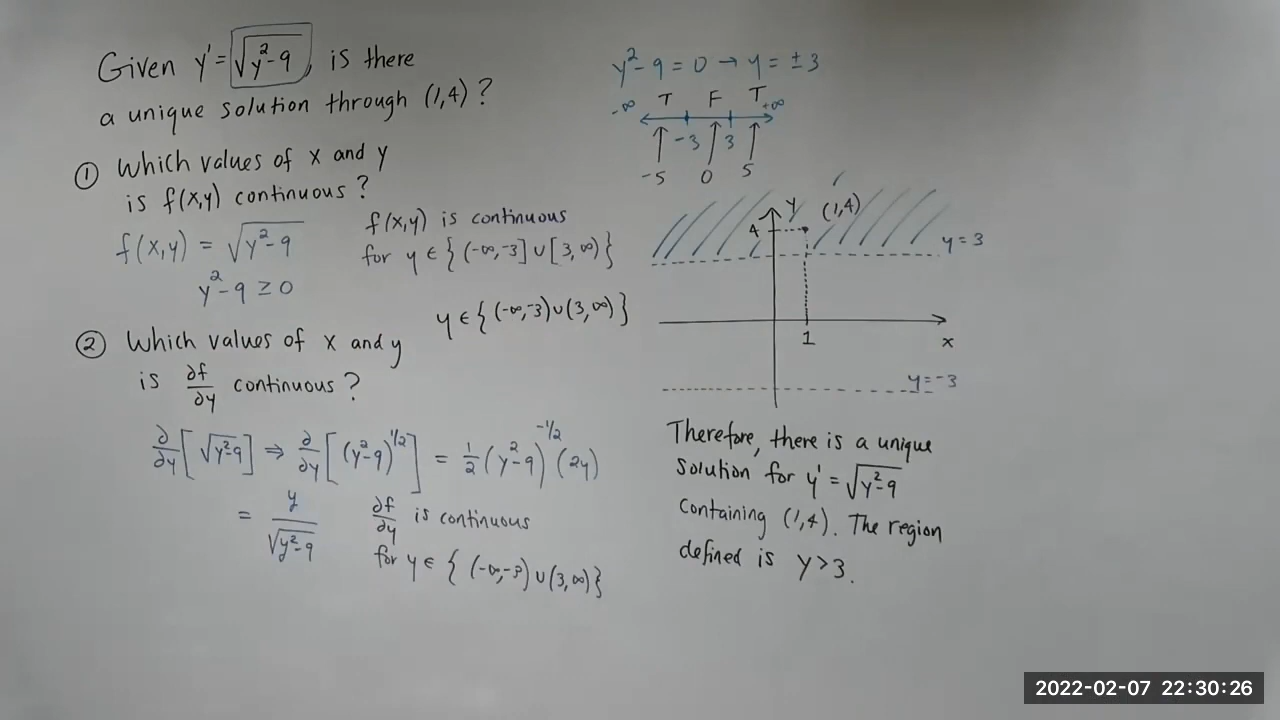 Given y' = √y²-9, is there
a unique solution through (1,4)?
① Which values of x and y
is f(x,y) continuous?
f(x,y) = √y²-9
y²-9 ≥ 0
f(x,y) is continuous
for y ∈ { (-∞,-3] ∪ [3,∞) }
y ∈ { (-∞,-3) ∪ (3,∞) }
② Which values of x and y
is ∂f/∂y continuous?
∂/∂y [ √y²-9 ] ⇒ ∂/∂y [ (y²-9)^1/2 ] = 1/2 (y²-9)^-1/2 (2y)
= y/√y²-9
∂f/∂y is continuous
for y ∈ { (-∞,-3) ∪ (3,∞) }
y²-9 = 0 → y = ±3
T F T
-∞ +∞
-3 3
-5 0 5
y (1,4)
4
y = 3
1 x
y = -3
Therefore, there is a unique
solution for y' = √y²-9
containing (1,4). The region
defined is y > 3.
2022-02-07 22:30:26